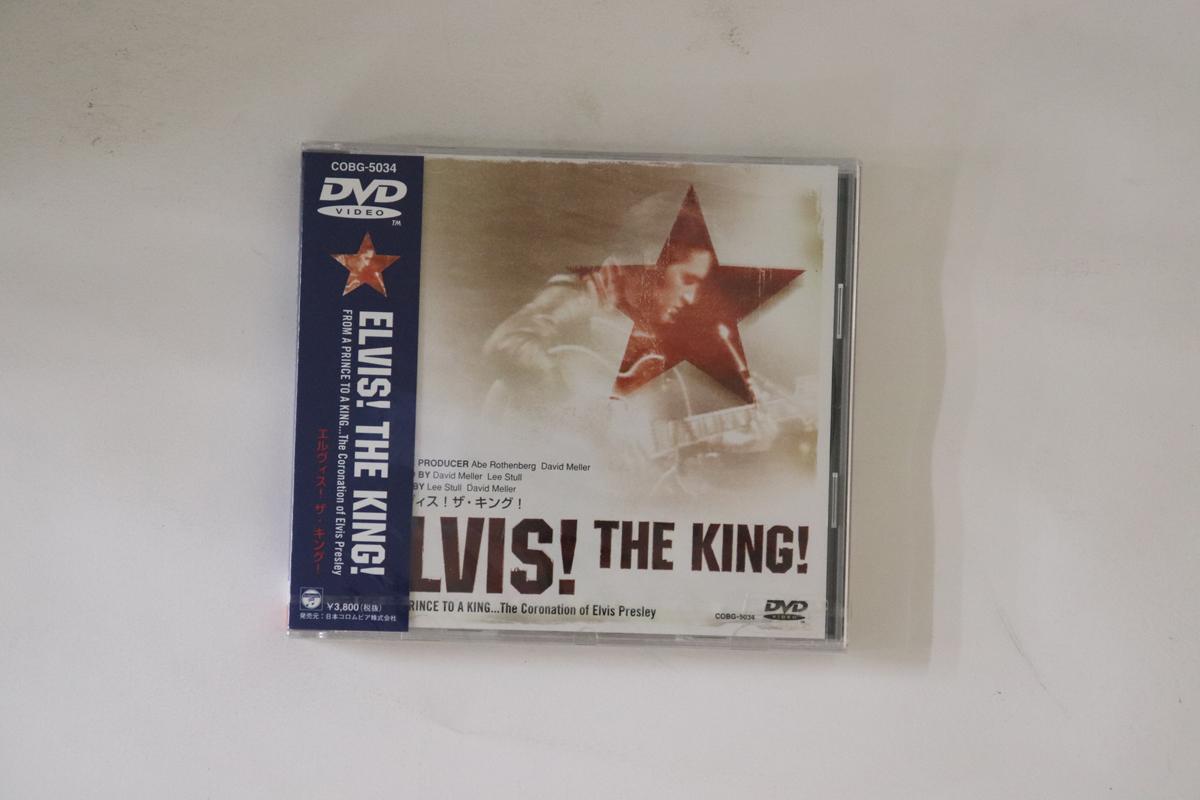 COBG-5034
DVD
VIDEO
TM
ELVIS! THE KING!
FROM A PRINCE TO A KING...The Coronation of Elvis Presley
エルヴィス！ ザ・キング！
¥3,800(税抜)
発売元：日本コロムビア株式会社
PRODUCER Abe Rothenberg David Meller
BY David Meller Lee Stull
BY Lee Stull David Meller
ィス！ザ・キング！
LVIS! THE KING!
RINCE TO A KING...The Coronation of Elvis Presley
COBG-5034
DVD
VIDEO